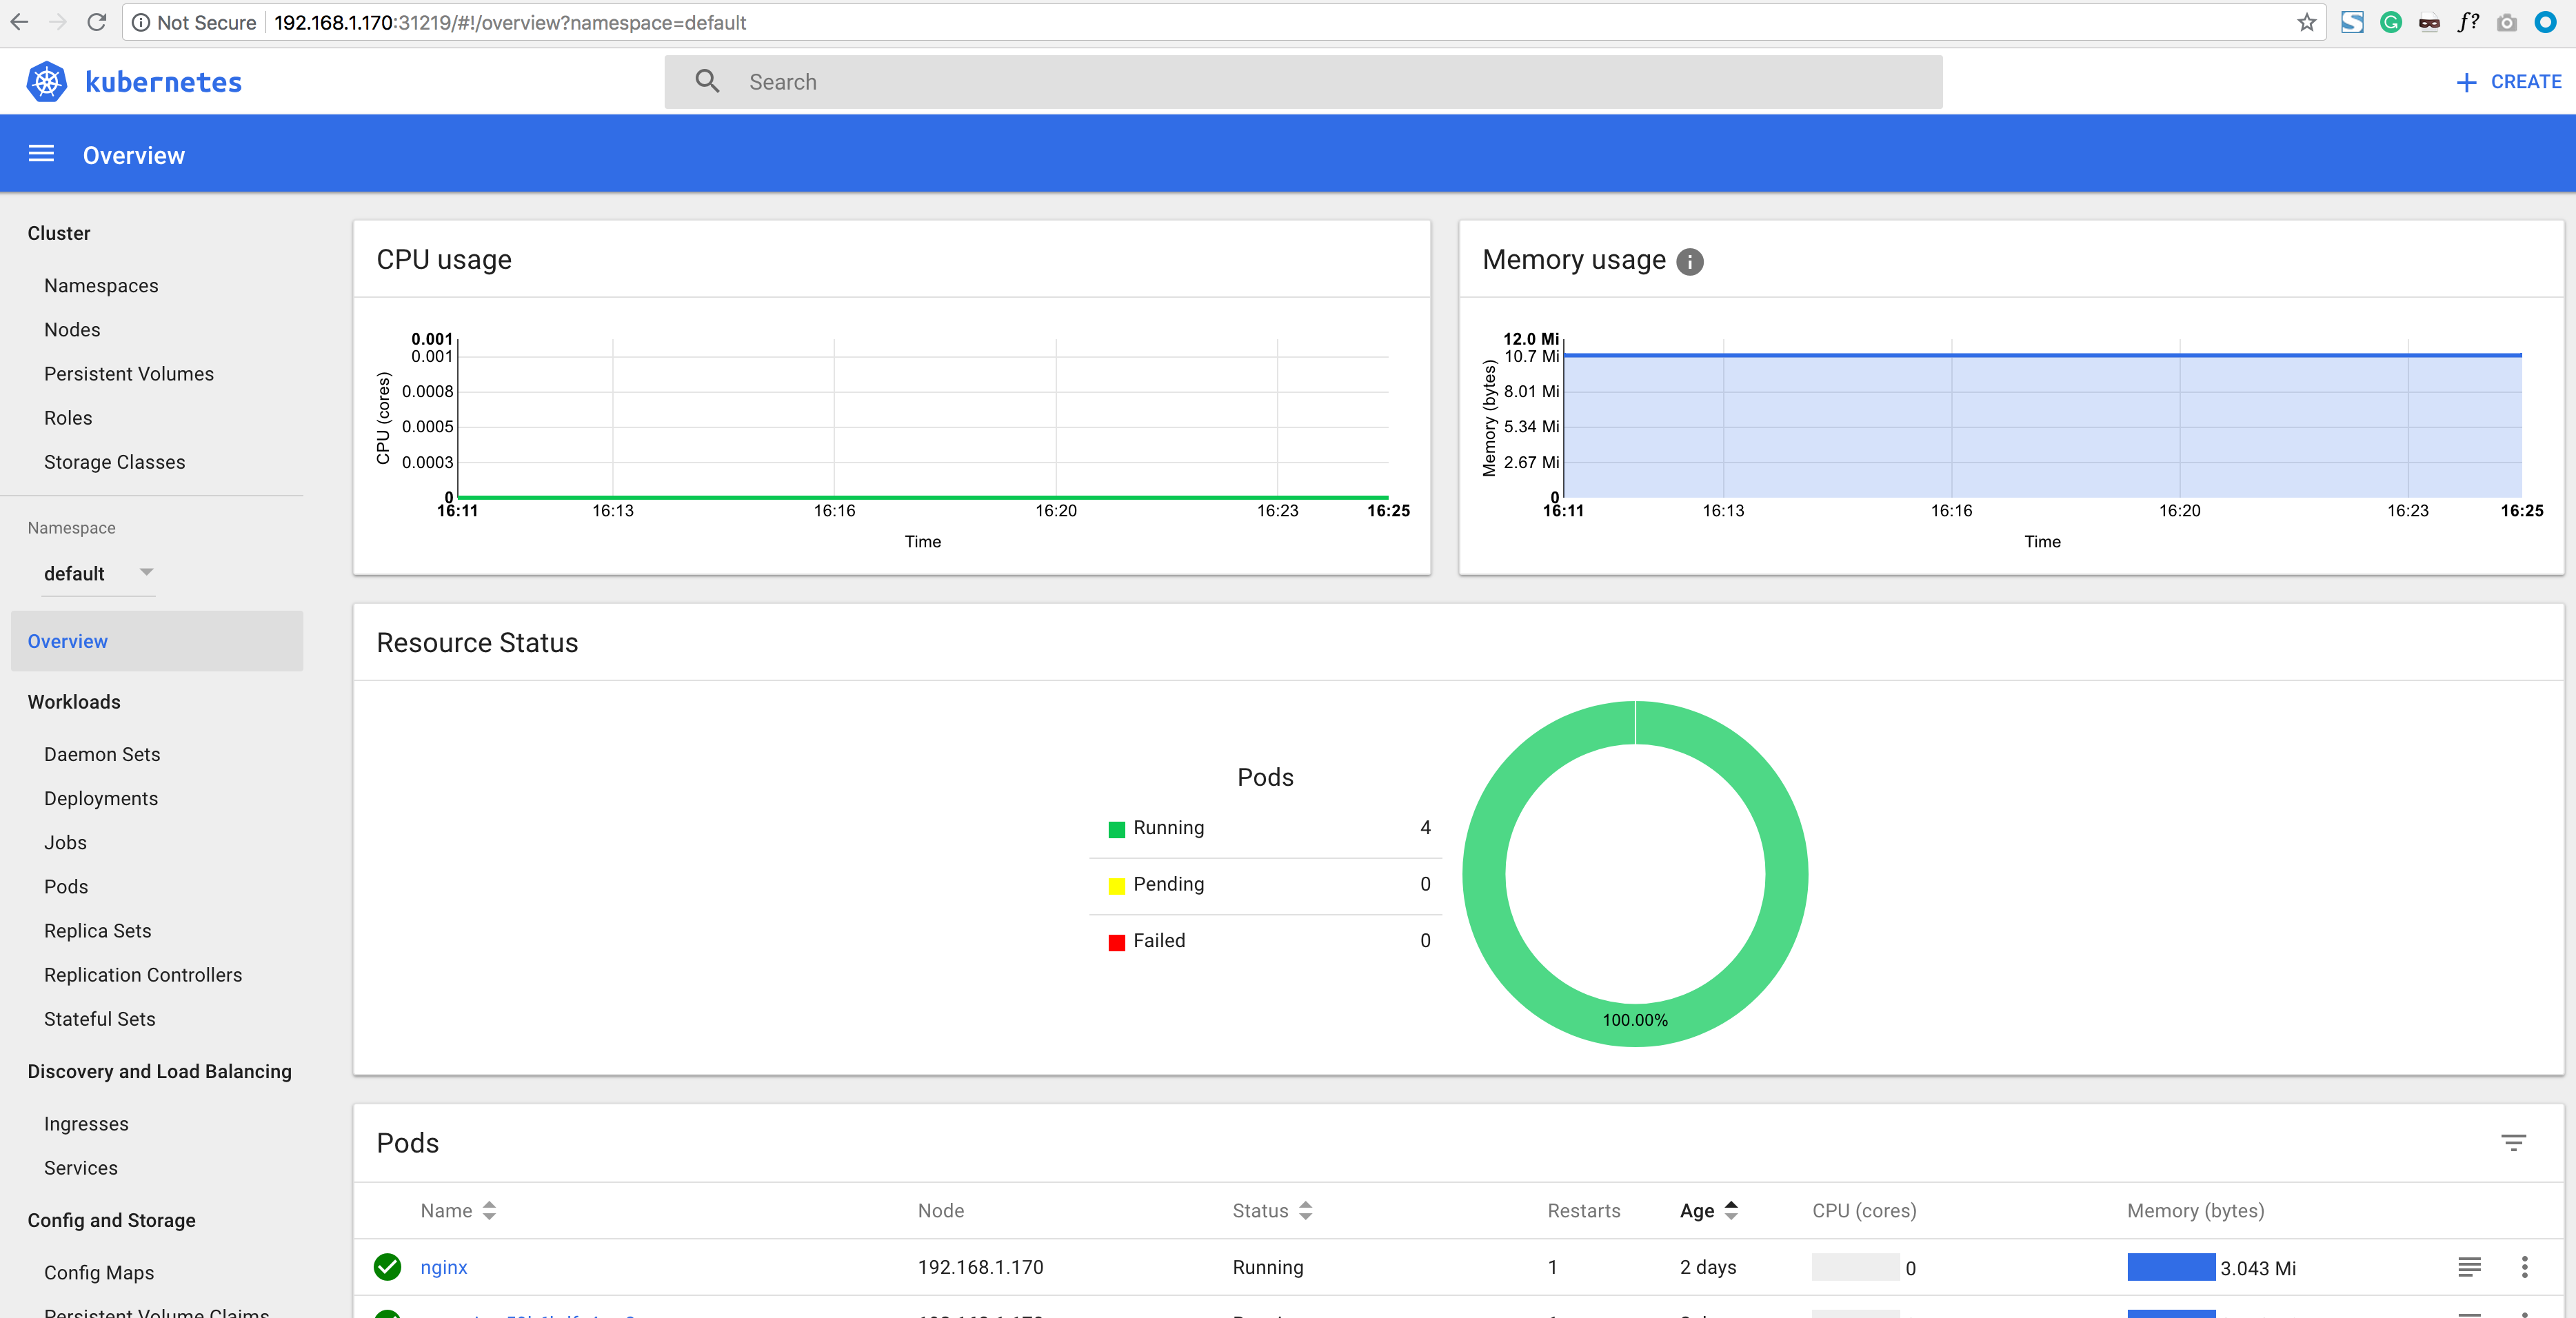 Not Secure 192.168.1.170:31219/#!/overview?namespace=default
kubernetes
Search
CREATE
Overview
Cluster
Namespaces
Nodes
Persistent Volumes
Roles
Storage Classes
Namespace
default
Overview
Workloads
Daemon Sets
Deployments
Jobs
Pods
Replica Sets
Replication Controllers
Stateful Sets
Discovery and Load Balancing
Ingresses
Services
Config and Storage
Config Maps
Persistent Volume Claims
CPU usage
CPU (cores)
0.001
0.001
0.0008
0.0005
0.0003
0
16:11 16:13 16:16 16:20 16:23 16:25
Time
Memory usage
Memory (bytes)
12.0 Mi
10.7 Mi
8.01 Mi
5.34 Mi
2.67 Mi
0
16:11 16:13 16:16 16:20 16:23 16:25
Time
Resource Status
Pods
Running 4
Pending 0
Failed 0
100.00%
Pods
Name Node Status Restarts Age CPU (cores) Memory (bytes)
nginx 192.168.1.170 Running 1 2 days 0 3.043 Mi